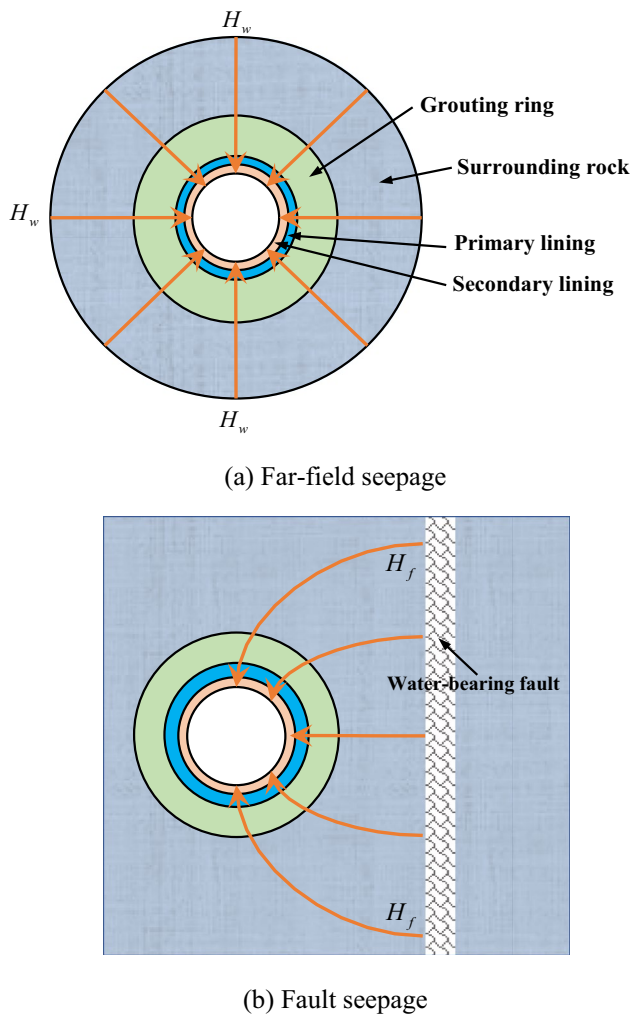 H_w
Grouting ring
Surrounding rock
H_w
Primary lining
Secondary lining
H_w
(a) Far-field seepage
H_f
Water-bearing fault
H_f
(b) Fault seepage